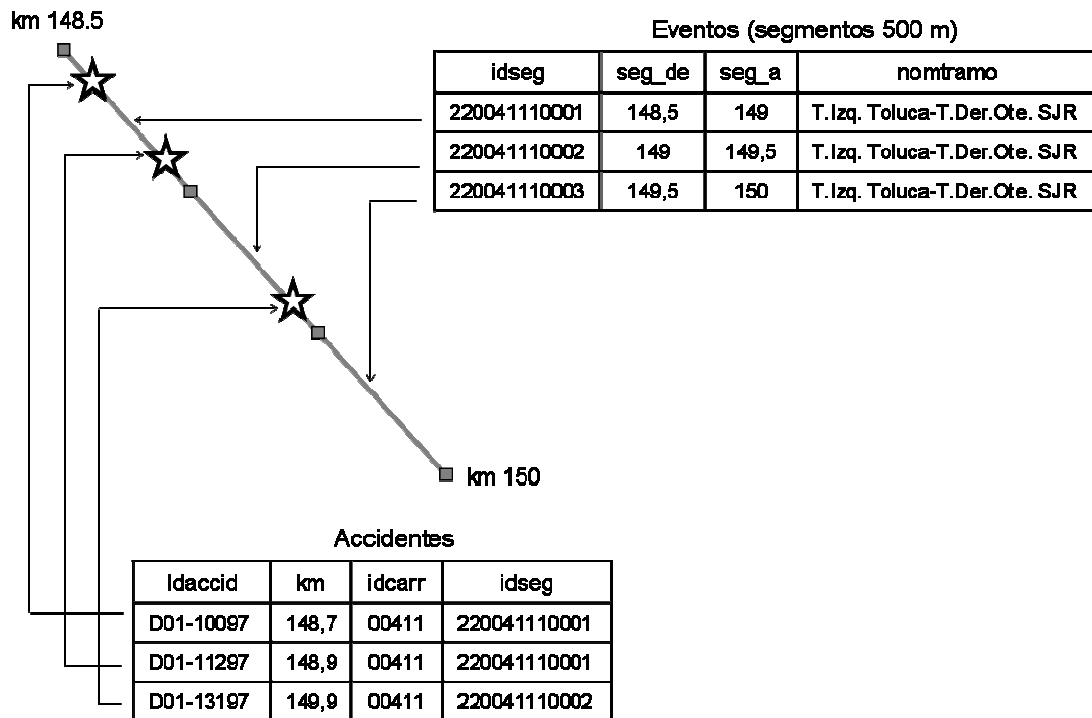 km 148.5
Eventos (segmentos 500 m)
idseg seg_de seg_a nomtramo
220041110001 148,5 149 T.Izq. Toluca-T.Der.Ote. SJR
220041110002 149 149,5 T.Izq. Toluca-T.Der.Ote. SJR
220041110003 149,5 150 T.Izq. Toluca-T.Der.Ote. SJR
km 150
Accidentes
Idaccid km idcarr idseg
D01-10097 148,7 00411 220041110001
D01-11297 148,9 00411 220041110001
D01-13197 149,9 00411 220041110002